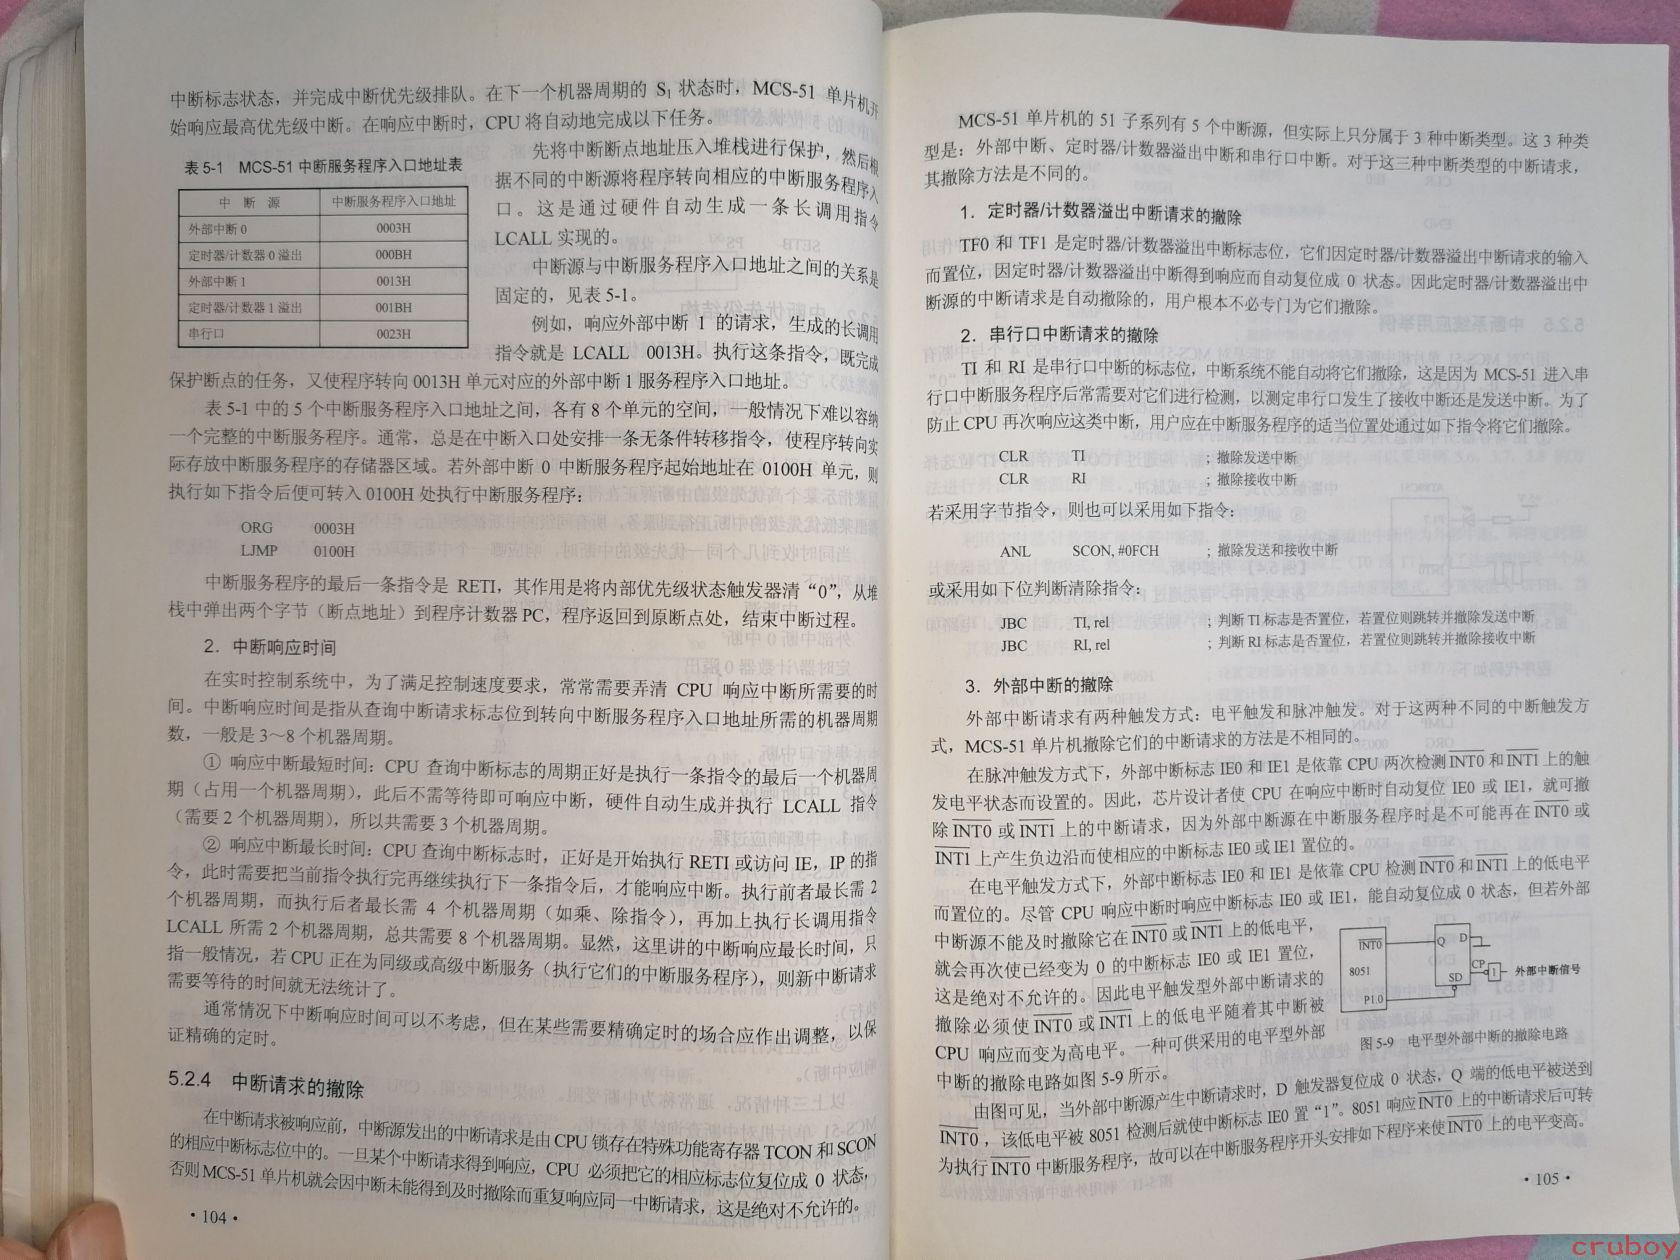 中断标志状态，并完成中断优先级排队。在下一个机器周期的 S₁ 状态时，MCS-51 单片机开
始响应最高优先级中断。在响应中断时，CPU 将自动地完成以下任务。
表 5-1 MCS-51 中断服务程序入口地址表
中 断 源 中断服务程序入口地址
外部中断 0 0003H
定时器/计数器 0 溢出 000BH
外部中断 1 0013H
定时器/计数器 1 溢出 001BH
串行口 0023H
先将中断断点地址压入堆栈进行保护，然后根
据不同的中断源将程序转向相应的中断服务程序入
口。这是通过硬件自动生成一条长调用指令
LCALL 实现的。
中断源与中断服务程序入口地址之间的关系是
固定的，见表 5-1。
例如，响应外部中断 1 的请求，生成的长调用
指令就是 LCALL 0013H。执行这条指令，既完成
保护断点的任务，又使程序转向 0013H 单元对应的外部中断 1 服务程序入口地址。
表 5-1 中的 5 个中断服务程序入口地址之间，各有 8 个单元的空间，一般情况下难以容纳
一个完整的中断服务程序。通常，总是在中断入口处安排一条无条件转移指令，使程序转向实
际存放中断服务程序的存储器区域。若外部中断 0 中断服务程序起始地址在 0100H 单元，则
执行如下指令后便可转入 0100H 处执行中断服务程序：
ORG 0003H
LJMP 0100H
中断服务程序的最后一条指令是 RETI，其作用是将内部优先级状态触发器清“0”，从堆
栈中弹出两个字节（断点地址）到程序计数器 PC，程序返回到原断点处，结束中断过程。
2．中断响应时间
在实时控制系统中，为了满足控制速度要求，常常需要弄清 CPU 响应中断所需要的时
间。中断响应时间是指从查询中断请求标志位到转向中断服务程序入口地址所需的机器周期
数，一般是 3～8 个机器周期。
① 响应中断最短时间：CPU 查询中断标志的周期正好是执行一条指令的最后一个机器周
期（占用一个机器周期），此后不需等待即可响应中断，硬件自动生成并执行 LCALL 指令
（需要 2 个机器周期），所以共需要 3 个机器周期。
② 响应中断最长时间：CPU 查询中断标志时，正好是开始执行 RETI 或访问 IE，IP 的指
令，此时需要把当前指令执行完再继续执行下一条指令后，才能响应中断。执行前者最长需 2
个机器周期，而执行后者最长需 4 个机器周期（如乘、除指令），再加上执行长调用指令
LCALL 所需 2 个机器周期，总共需要 8 个机器周期。显然，这里讲的中断响应最长时间，只
指一般情况，若 CPU 正在为同级或高级中断服务（执行它们的中断服务程序），则新中断请求
需要等待的时间就无法统计了。
通常情况下中断响应时间可以不考虑，但在某些需要精确定时的场合应作出调整，以保
证精确的定时。
5.2.4 中断请求的撤除
在中断请求被响应前，中断源发出的中断请求是由 CPU 锁存在特殊功能寄存器 TCON 和 SCON
的相应中断标志位中的。一旦某个中断请求得到响应，CPU 必须把它的相应标志位复位成 0 状态，
否则 MCS-51 单片机就会因中断未能得到及时撤除而重复响应同一中断请求，这是绝对不允许的。
·104·
MCS-51 单片机的 51 子系列有 5 个中断源，但实际上只分属于 3 种中断类型。这 3 种类
型是：外部中断、定时器/计数器溢出中断和串行口中断。对于这三种中断类型的中断请求，
其撤除方法是不同的。
1．定时器/计数器溢出中断请求的撤除
TF0 和 TF1 是定时器/计数器溢出中断标志位，它们因定时器/计数器溢出中断请求的输入
而置位，因定时器/计数器溢出中断得到响应而自动复位成 0 状态。因此定时器/计数器溢出中
断源的中断请求是自动撤除的，用户根本不必专门为它们撤除。
2．串行口中断请求的撤除
TI 和 RI 是串行口中断的标志位，中断系统不能自动将它们撤除，这是因为 MCS-51 进入串
行口中断服务程序后常需要对它们进行检测，以测定串行口发生了接收中断还是发送中断。为了
防止 CPU 再次响应这类中断，用户应在中断服务程序的适当位置处通过如下指令将它们撤除。
CLR TI ；撤除发送中断
CLR RI ；撤除接收中断
若采用字节指令，则也可以采用如下指令：
ANL SCON, #0FCH ；撤除发送和接收中断
或采用如下位判断清除指令：
JBC TI, rel ；判断 TI 标志是否置位，若置位则跳转并撤除发送中断
JBC RI, rel ；判断 RI 标志是否置位，若置位则跳转并撤除接收中断
3．外部中断的撤除
外部中断请求有两种触发方式：电平触发和脉冲触发。对于这两种不同的中断触发方
式，MCS-51 单片机撤除它们的中断请求的方法是不相同的。
在脉冲触发方式下，外部中断标志 IE0 和 IE1 是依靠 CPU 两次检测 I̅N̅T̅0̅ 和 I̅N̅T̅1̅ 上的触
发电平状态而设置的。因此，芯片设计者使 CPU 在响应中断时自动复位 IE0 或 IE1，就可撤
除 I̅N̅T̅0̅ 或 I̅N̅T̅1̅ 上的中断请求，因为外部中断源在中断服务程序时是不可能再在 I̅N̅T̅0̅ 或
I̅N̅T̅1̅ 上产生负边沿而使相应的中断标志 IE0 或 IE1 置位的。
在电平触发方式下，外部中断标志 IE0 和 IE1 是依靠 CPU 检测 I̅N̅T̅0̅ 和 I̅N̅T̅1̅ 上的低电平
而置位的。尽管 CPU 响应中断时响应中断标志 IE0 或 IE1，能自动复位成 0 状态，但若外部
中断源不能及时撤除它在 I̅N̅T̅0̅ 或 I̅N̅T̅1̅ 上的低电平，
就会再次使已经变为 0 的中断标志 IE0 或 IE1 置位，
这是绝对不允许的。因此电平触发型外部中断请求的
撤除必须使 I̅N̅T̅0̅ 或 I̅N̅T̅1̅ 上的低电平随着其中断被
CPU 响应而变为高电平。一种可供采用的电平型外部
中断的撤除电路如图 5-9 所示。
I̅N̅T̅0̅
8051
P1.0
Q D
SD
CP
1
外部中断信号
图 5-9 电平型外部中断的撤除电路
由图可见，当外部中断源产生中断请求时，D 触发器复位成 0 状态，Q 端的低电平被送到
I̅N̅T̅0̅，该低电平被 8051 检测后就使中断标志 IE0 置“1”。8051 响应 I̅N̅T̅0̅ 上的中断请求后可转
为执行 I̅N̅T̅0̅ 中断服务程序，故可以在中断服务程序开头安排如下程序来使 I̅N̅T̅0̅ 上的电平变高。
·105·
cruboy